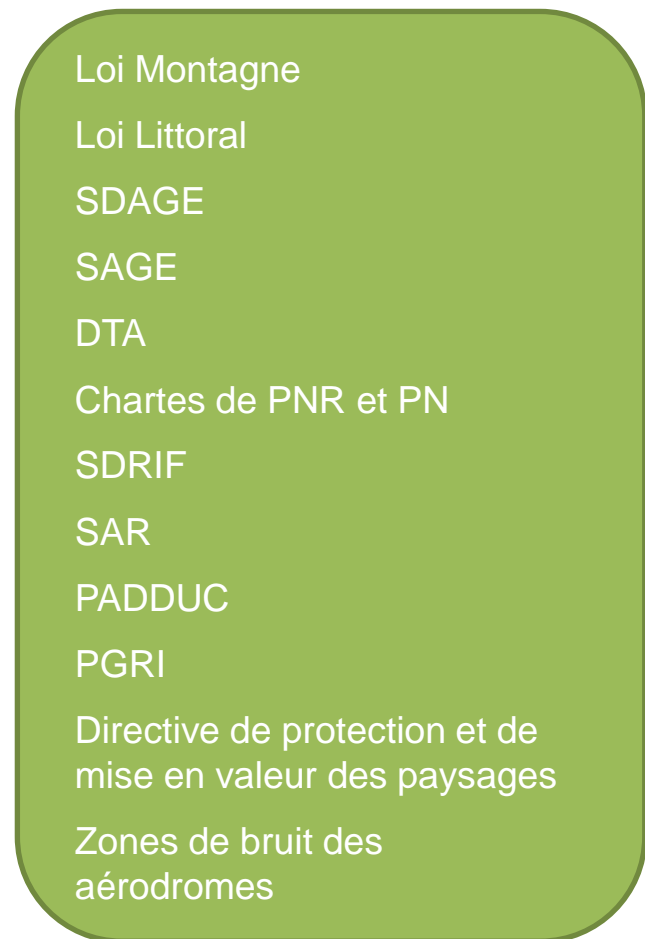 Loi Montagne
Loi Littoral
SDAGE
SAGE
DTA
Chartes de PNR et PN
SDRIF
SAR
PADDUC
PGRI
Directive de protection et de
mise en valeur des paysages
Zones de bruit des
aérodromes